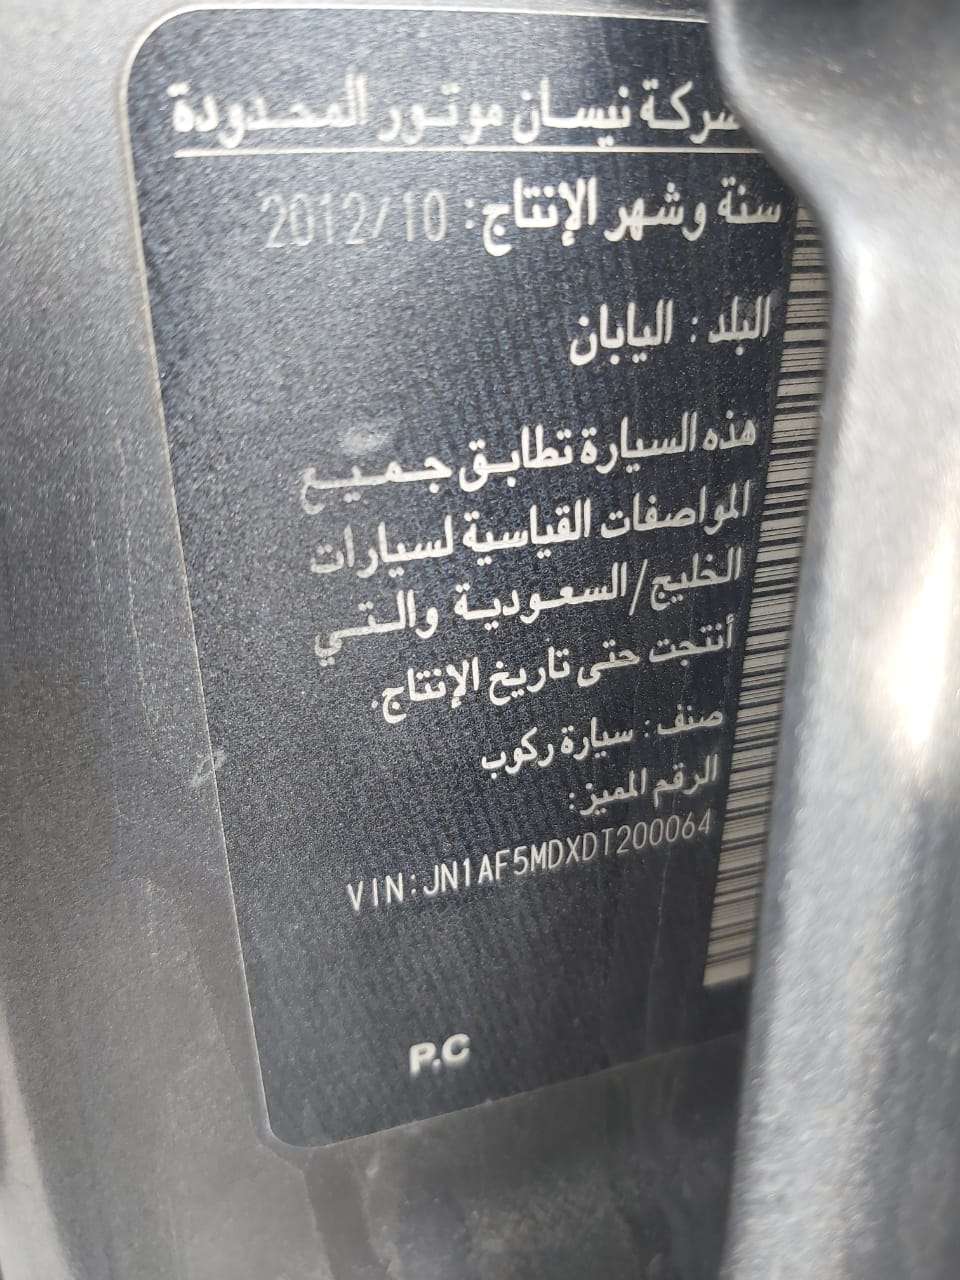 شركة نيسان موتور المحدودة
سنة وشهر الإنتاج: 2012/10
البلد : اليابان
هذه السيارة تطابق جميع
المواصفات القياسية لسيارات
الخليج/السعودية والتي
أنتجت حتى تاريخ الإنتاج.
صنف : سيارة ركوب
الرقم المميز :
VIN:JN1AF5MDXDT200064
P.C